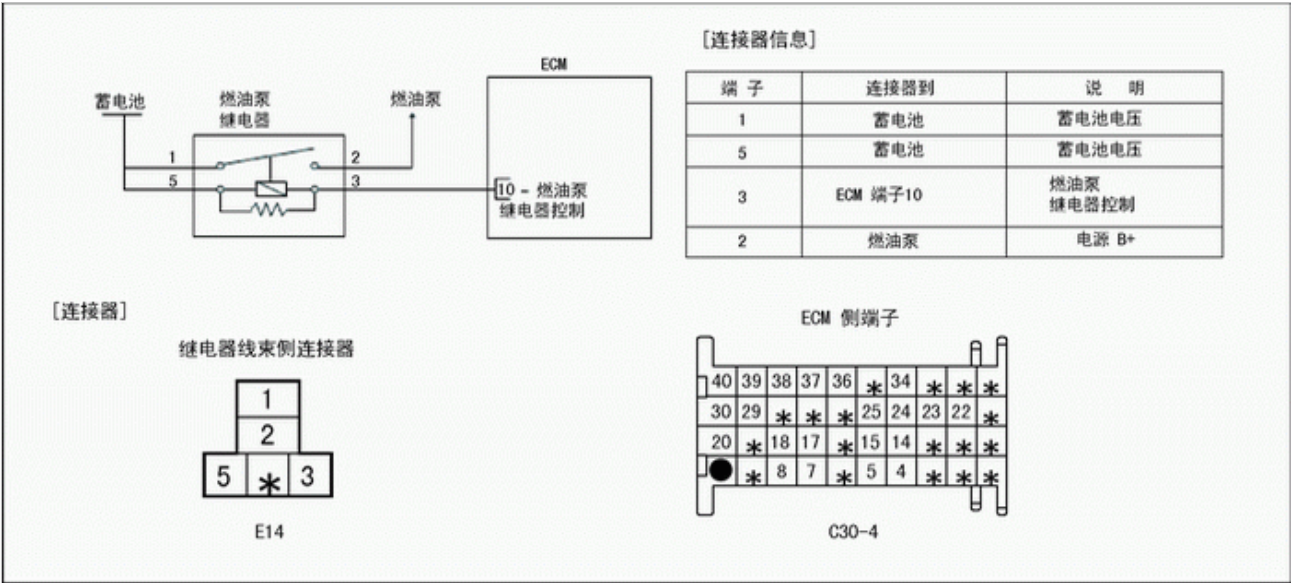 [连接器信息]
ECM
蓄电池
燃油泵
继电器
燃油泵
1
2
5
3
10 - 燃油泵
继电器控制
端 子 连接器到 说 明
1 蓄电池 蓄电池电压
5 蓄电池 蓄电池电压
3 ECM 端子10 燃油泵
继电器控制
2 燃油泵 电源 B+
[连接器]
继电器线束侧连接器
1
2
5 * 3
E14
ECM 侧端子
40 39 38 37 36 * 34 * * *
30 29 * * * 25 24 23 22 *
20 * 18 17 * 15 14 * * *
* 8 7 * 5 4 * * *
C30-4